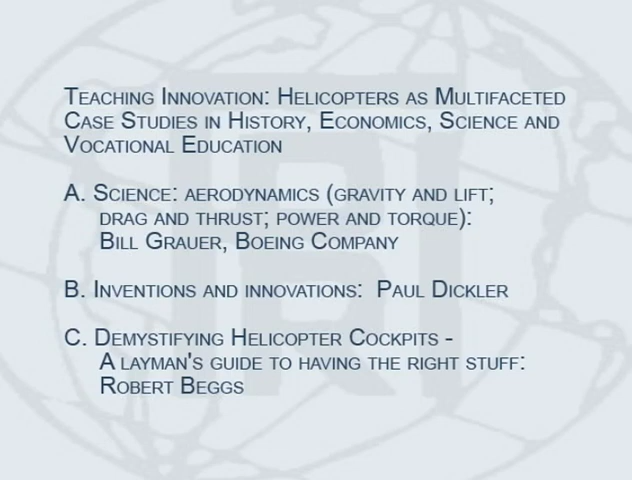 Teaching Innovation: Helicopters as Multifaceted
Case Studies in History, Economics, Science and
Vocational Education
A. Science: aerodynamics (gravity and lift;
drag and thrust; power and torque):
Bill Grauer, Boeing Company
B. Inventions and innovations: Paul Dickler
C. Demystifying Helicopter Cockpits -
A layman's guide to having the right stuff:
Robert Beggs
FPRI